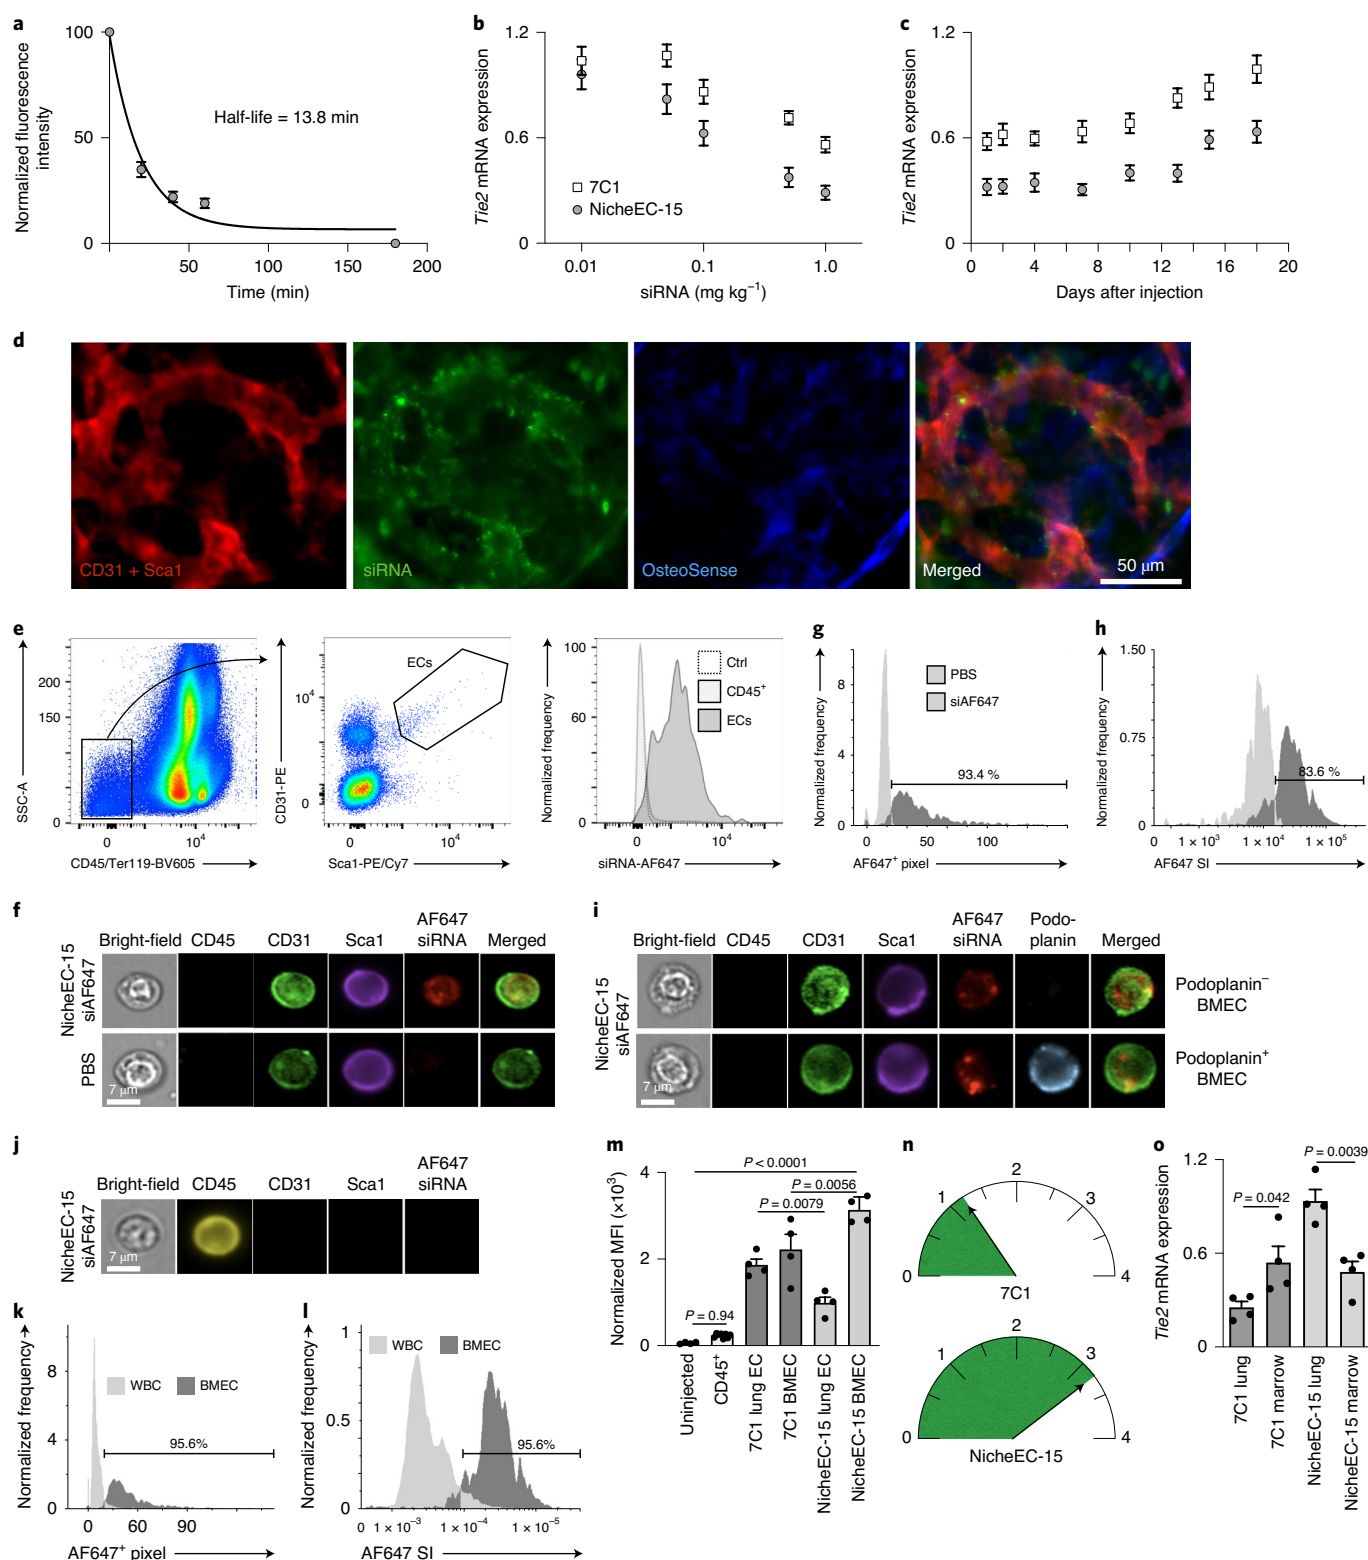 a
Normalized fluorescence
intensity
100
50
0
Half-life = 13.8 min
50
100
150
200
Time (min)
b
Tie2 mRNA expression
1.2
0.6
0
7C1
NicheEC-15
0.01
0.1
1.0
siRNA (mg kg⁻¹)
c
Tie2 mRNA expression
1.2
0.6
0
0
4
8
12
16
20
Days after injection
d
CD31 + Sca1
siRNA
OsteoSense
Merged
50 μm
e
SSC-A
200
150
50
0
0
10⁴
CD45/Ter119-BV605
CD31-PE
10⁴
0
ECs
0
10⁴
Sca1-PE/Cy7
Normalized frequency
100
60
0
Ctrl
CD45⁺
ECs
0
10⁴
siRNA-AF647
g
Normalized frequency
8
4
0
PBS
siAF647
93.4 %
0
50
100
AF647⁺ pixel
h
Normalized frequency
1.50
0.75
0
83.6 %
0
1 × 10³
1 × 10⁴
1 × 10⁵
AF647 SI
f
Bright-field
CD45
CD31
Sca1
AF647
siRNA
Merged
NicheEC-15
siAF647
PBS
7 μm
i
Bright-field
CD45
CD31
Sca1
AF647
siRNA
Podo-
planin
Merged
NicheEC-15
siAF647
7 μm
Podoplanin⁻
BMEC
Podoplanin⁺
BMEC
j
Bright-field
CD45
CD31
Sca1
AF647
siRNA
NicheEC-15
siAF647
7 μm
k
Normalized frequency
8
4
0
WBC
BMEC
95.6%
0
60
90
AF647⁺ pixel
l
Normalized frequency
1
0.5
0
WBC
BMEC
95.6%
0
1 × 10⁻³
1 × 10⁻⁴
1 × 10⁻⁵
AF647 SI
m
Normalized MFI (×10³)
4
2
0
P < 0.0001
P = 0.0056
P = 0.0079
P = 0.94
Uninjected
CD45⁺
7C1 lung EC
7C1 BMEC
NicheEC-15 lung EC
NicheEC-15 BMEC
n
0
1
2
3
4
7C1
0
1
2
3
4
NicheEC-15
o
Tie2 mRNA expression
1.2
0.6
0
P = 0.0039
P = 0.042
7C1 lung
7C1 marrow
NicheEC-15 lung
NicheEC-15 marrow